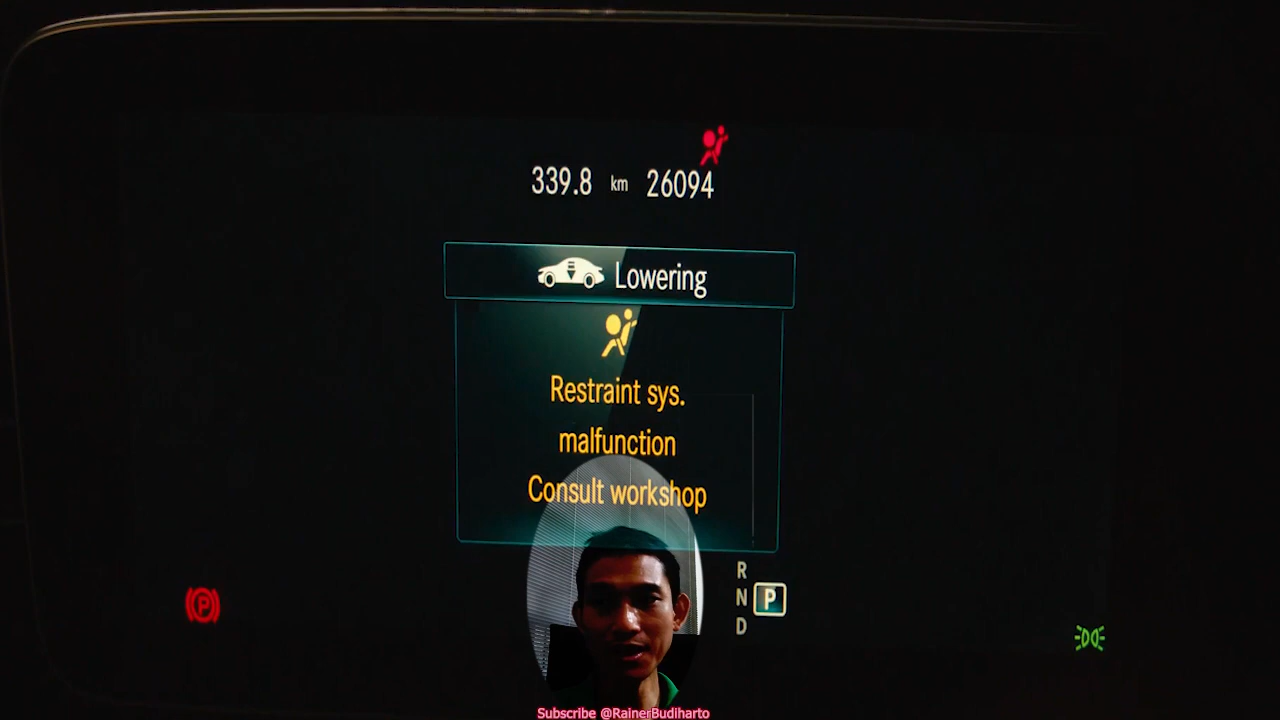 339.8 km 26094
Lowering
Restraint sys.
malfunction
Consult workshop
R
N P
D
P
Subscribe @RainerBudiharto